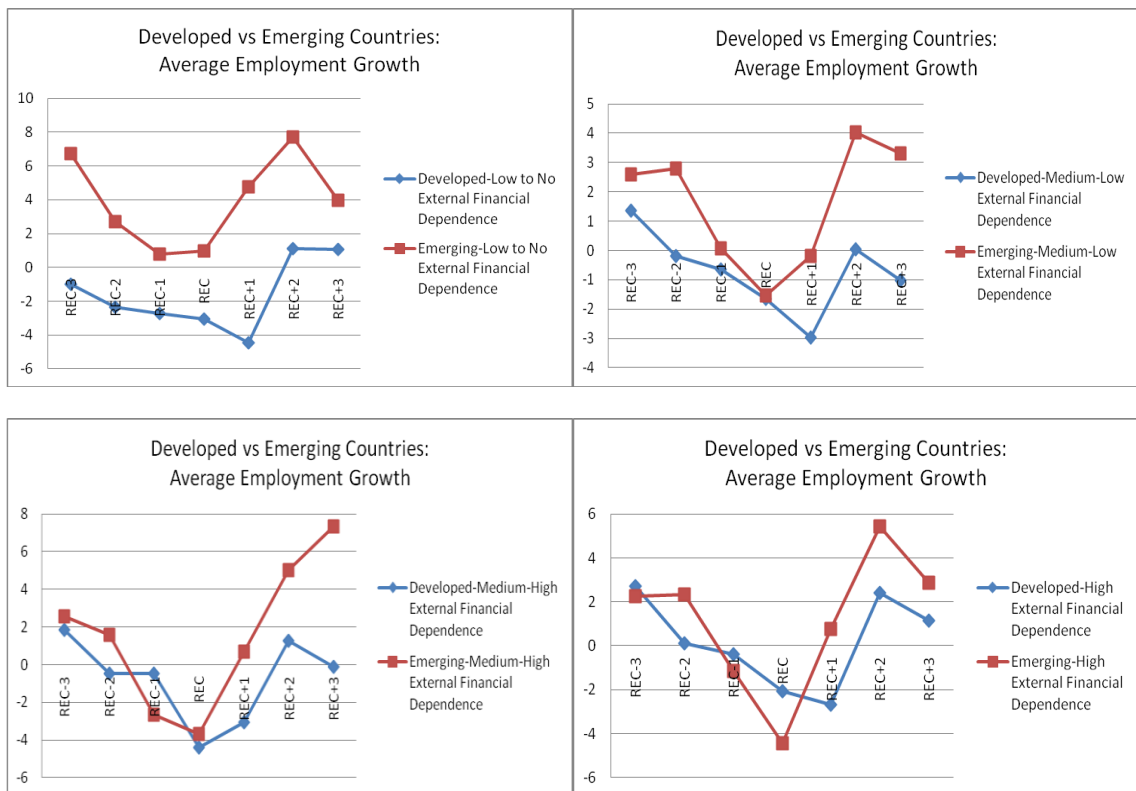 Developed vs Emerging Countries:
Average Employment Growth
10
8
6
4
2
0
-2
-4
-6
REC-3
REC-2
REC-1
REC
REC+1
REC+2
REC+3
Developed-Low to No
External Financial
Dependence
Emerging-Low to No
External Financial
Dependence
Developed vs Emerging Countries:
Average Employment Growth
5
4
3
2
1
0
-1
-2
-3
-4
REC-3
REC-2
REC-1
REC
REC+1
REC+2
REC+3
Developed-Medium-Low
External Financial
Dependence
Emerging-Medium-Low
External Financial
Dependence
Developed vs Emerging Countries:
Average Employment Growth
8
6
4
2
0
-2
-4
-6
REC-3
REC-2
REC-1
REC
REC+1
REC+2
REC+3
Developed-Medium-High
External Financial
Dependence
Emerging-Medium-High
External Financial
Dependence
Developed vs Emerging Countries:
Average Employment Growth
6
4
2
0
-2
-4
-6
REC-3
REC-2
REC-1
REC
REC+1
REC+2
REC+3
Developed-High
External Financial
Dependence
Emerging-High
External Financial
Dependence